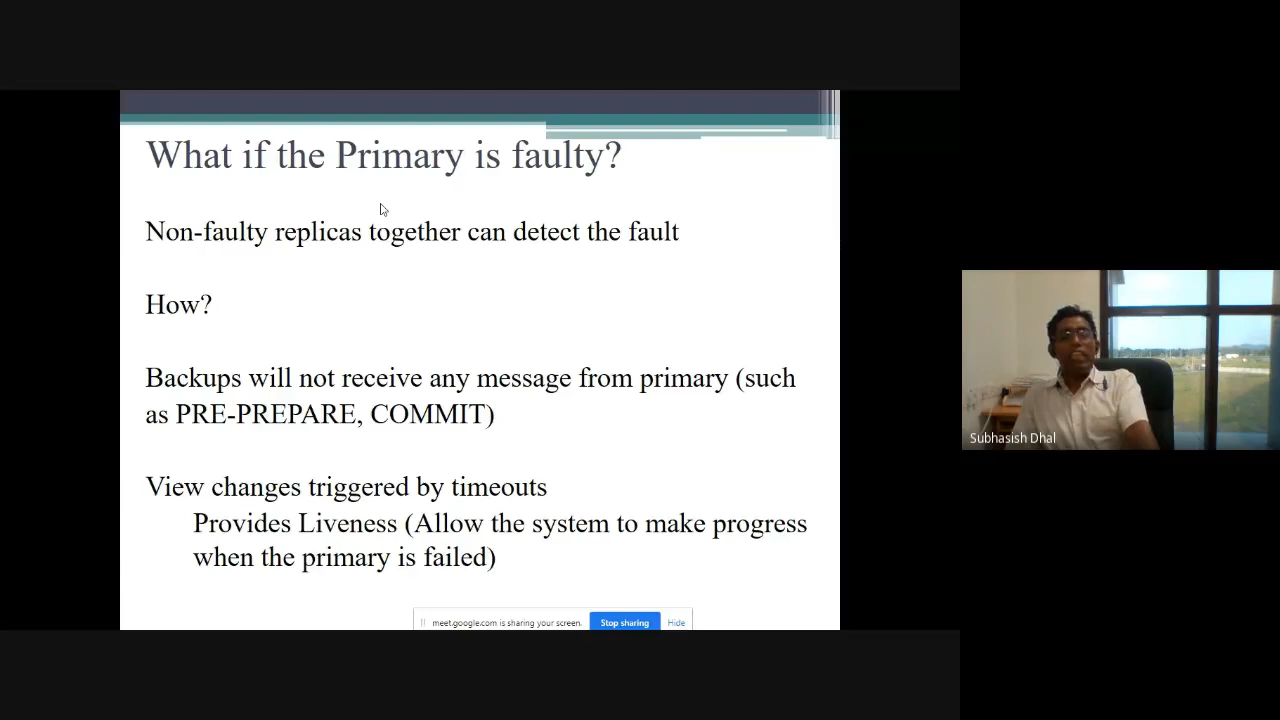 What if the Primary is faulty?
Non-faulty replicas together can detect the fault
How?
Backups will not receive any message from primary (such
as PRE-PREPARE, COMMIT)
View changes triggered by timeouts
Provides Liveness (Allow the system to make progress
when the primary is failed)
meet.google.com is sharing your screen. Stop sharing Hide
Subhasish Dhal